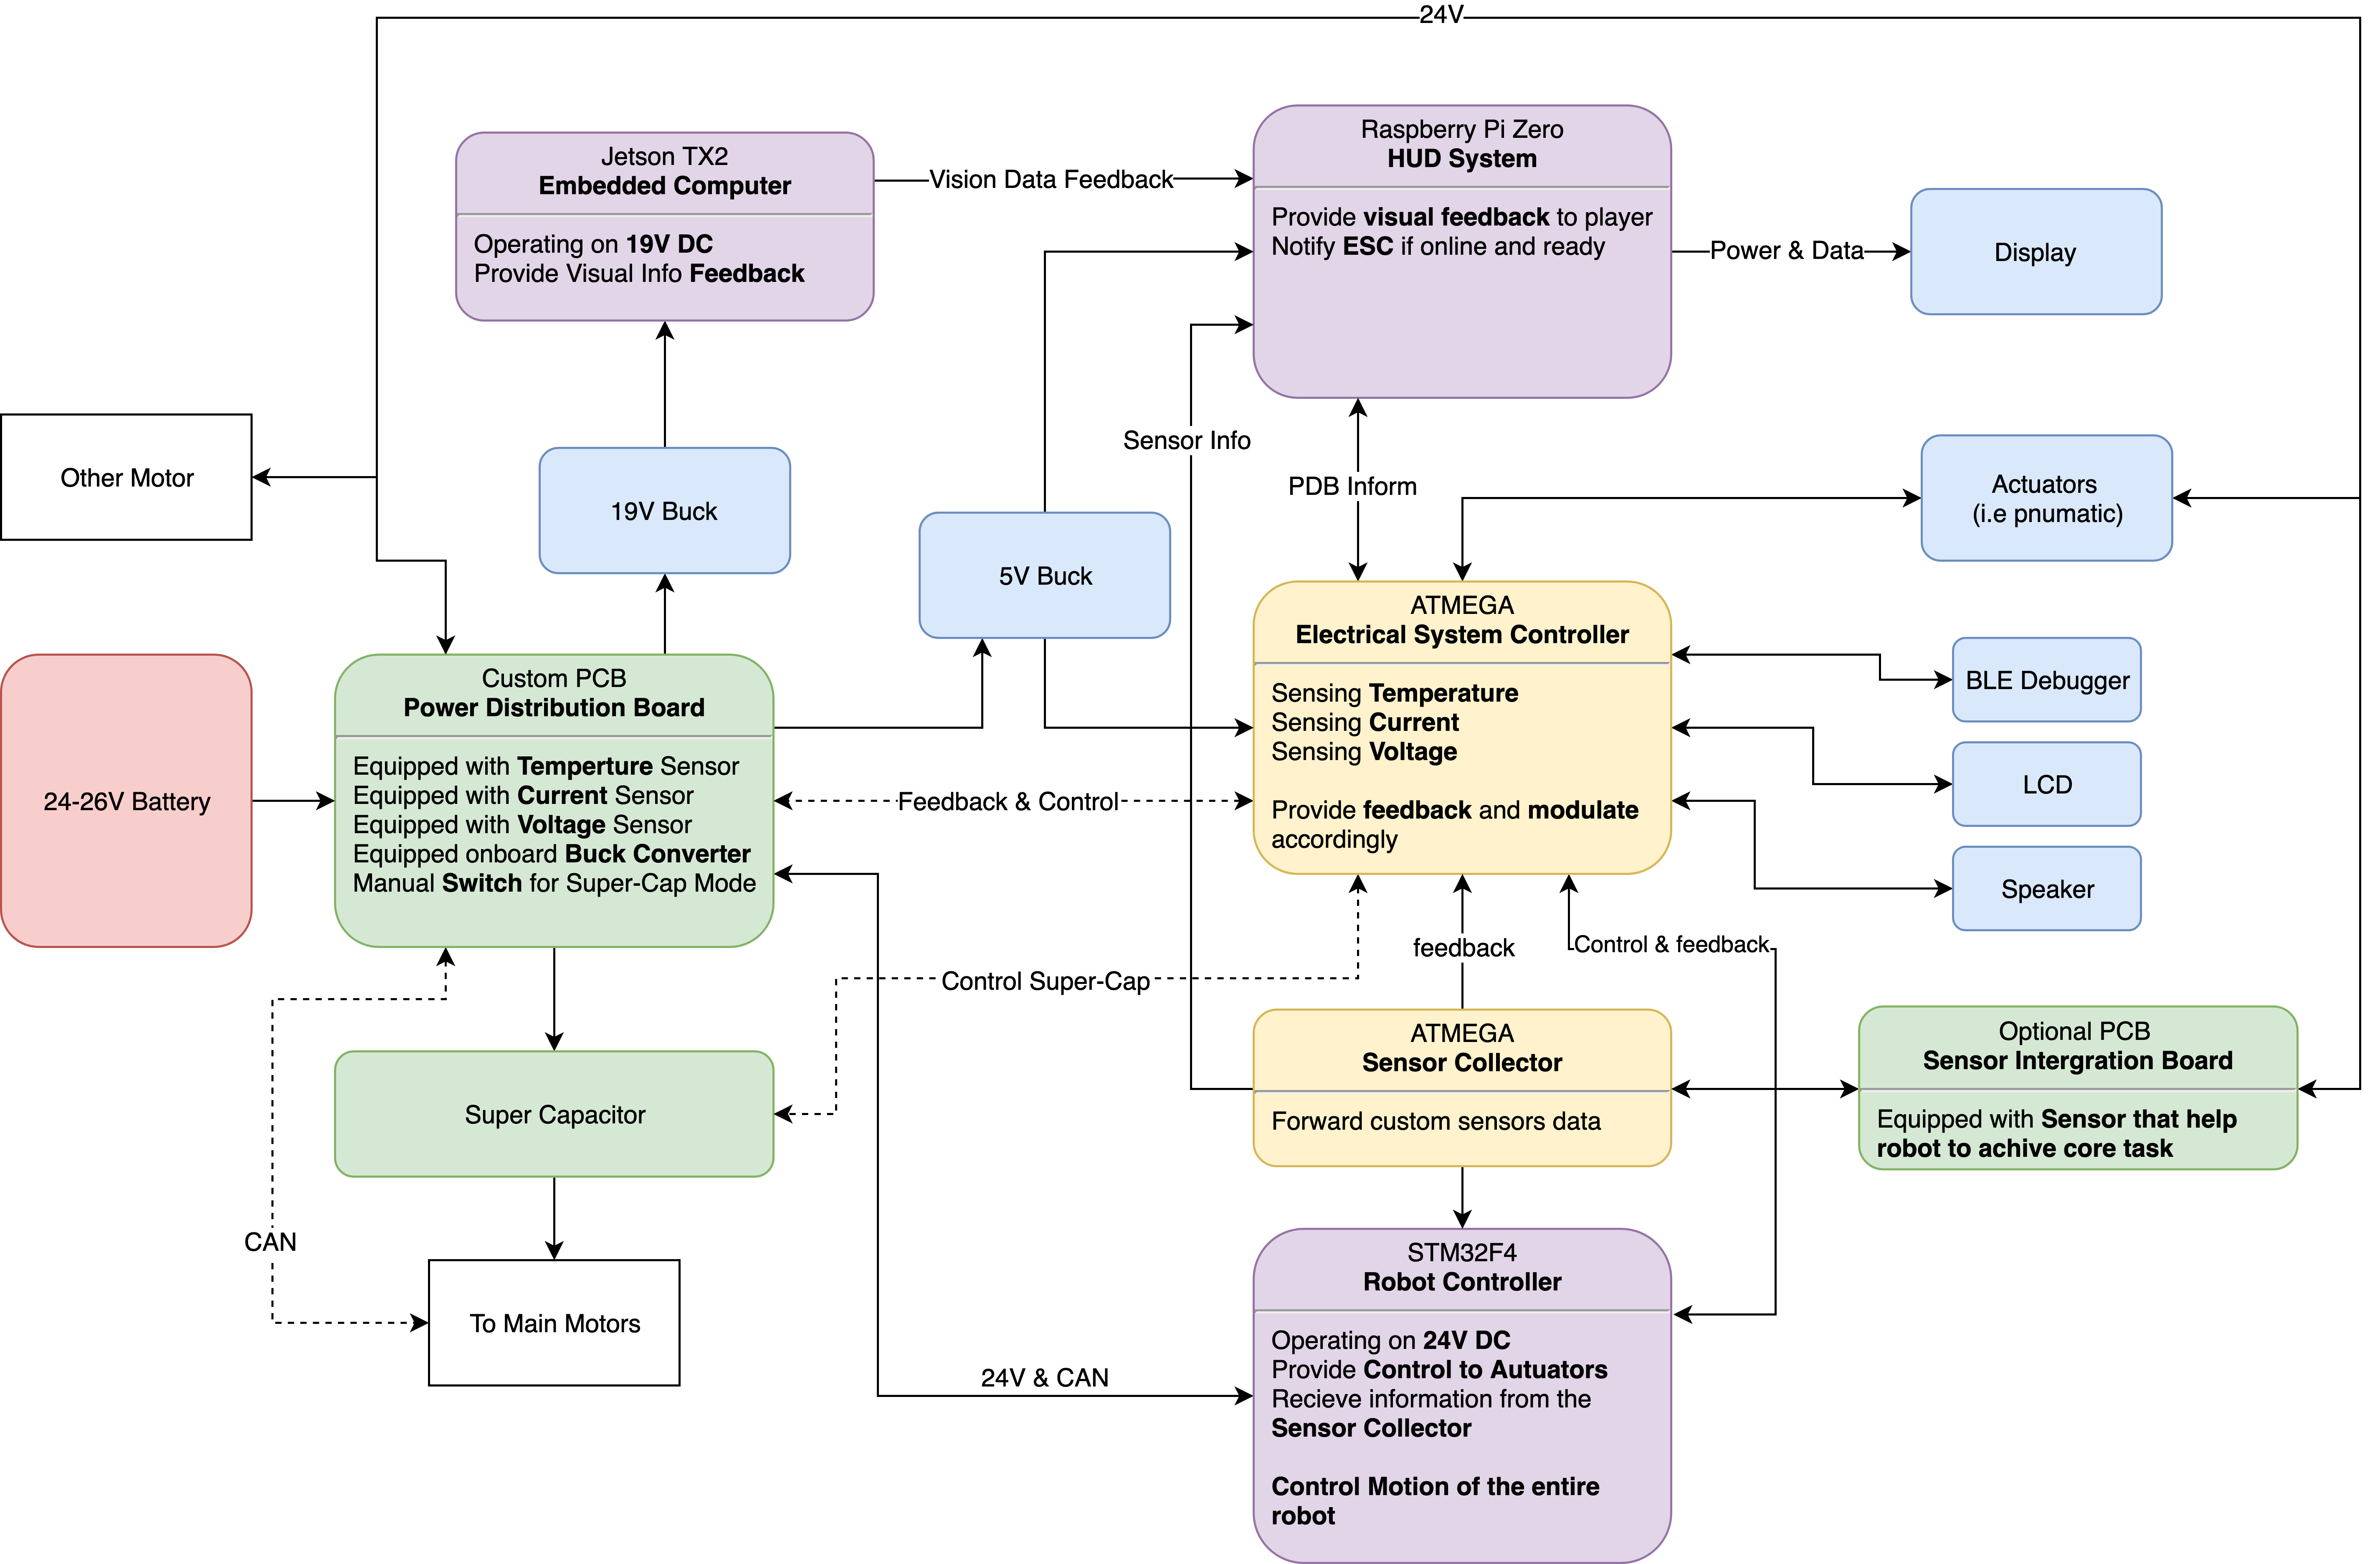 24V
Jetson TX2
Embedded Computer
Operating on 19V DC
Provide Visual Info Feedback
Vision Data Feedback
Raspberry Pi Zero
HUD System
Provide visual feedback to player
Notify ESC if online and ready
Power & Data
Display
Other Motor
19V Buck
5V Buck
Sensor Info
PDB Inform
Actuators
(i.e pnumatic)
24-26V Battery
Custom PCB
Power Distribution Board
Equipped with Temperture Sensor
Equipped with Current Sensor
Equipped with Voltage Sensor
Equipped onboard Buck Converter
Manual Switch for Super-Cap Mode
Feedback & Control
ATMEGA
Electrical System Controller
Sensing Temperature
Sensing Current
Sensing Voltage
Provide feedback and modulate
accordingly
BLE Debugger
LCD
Speaker
Control Super-Cap
feedback
Control & feedback
Super Capacitor
ATMEGA
Sensor Collector
Forward custom sensors data
Optional PCB
Sensor Intergration Board
Equipped with Sensor that help
robot to achive core task
CAN
To Main Motors
24V & CAN
STM32F4
Robot Controller
Operating on 24V DC
Provide Control to Autuators
Recieve information from the
Sensor Collector
Control Motion of the entire
robot